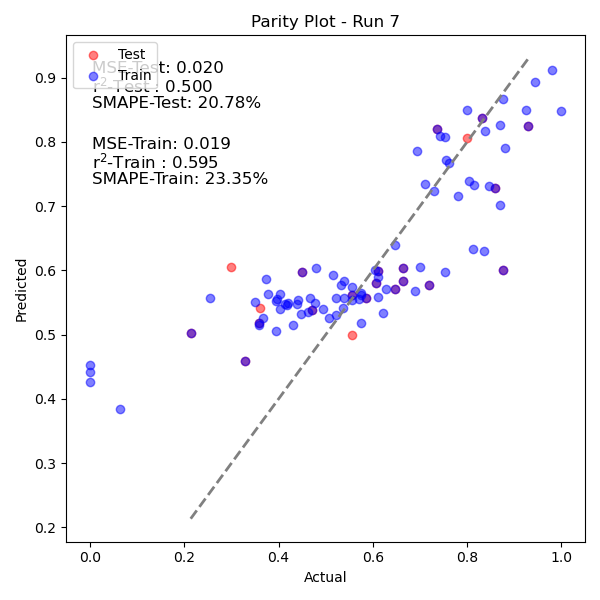 Parity Plot - Run 7
Test
Train
MSE-Test: 0.020
r²-Test : 0.500
SMAPE-Test: 20.78%
MSE-Train: 0.019
r²-Train : 0.595
SMAPE-Train: 23.35%
0.9
0.8
0.7
0.6
0.5
0.4
0.3
0.2
Predicted
0.0 0.2 0.4 0.6 0.8 1.0
Actual